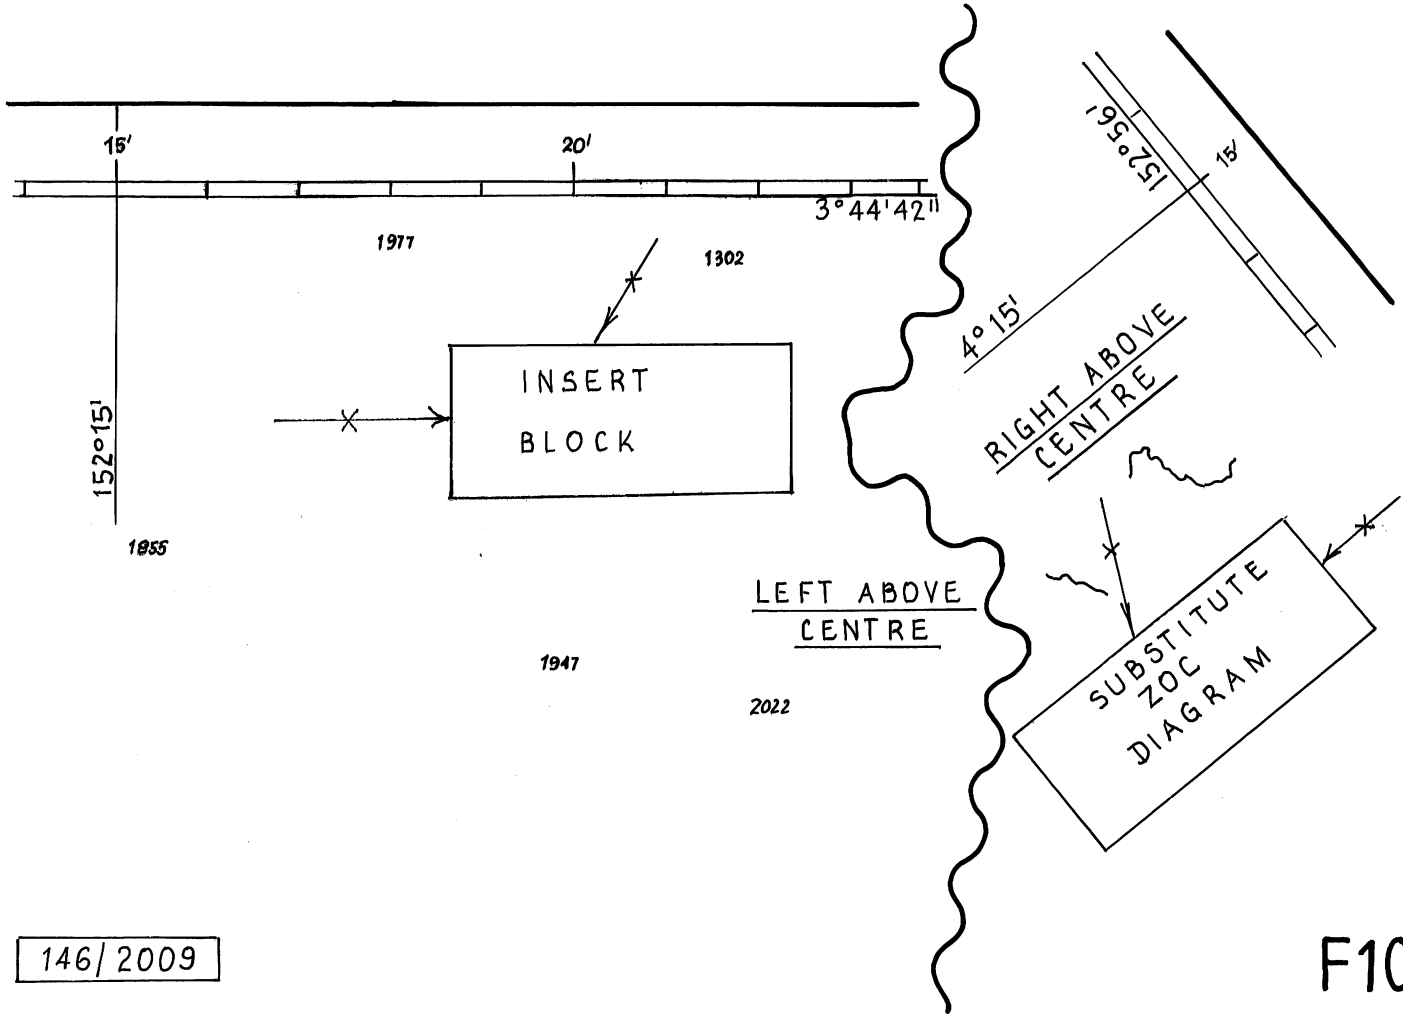 15'
20'
3°44'42"
1977
1302
INSERT
BLOCK
152°15'
1855
LEFT ABOVE
CENTRE
1947
2022
146/2009
152°56'
15'
4°15'
RIGHT ABOVE
CENTRE
SUBSTITUTE
ZOC
DIAGRAM
F10